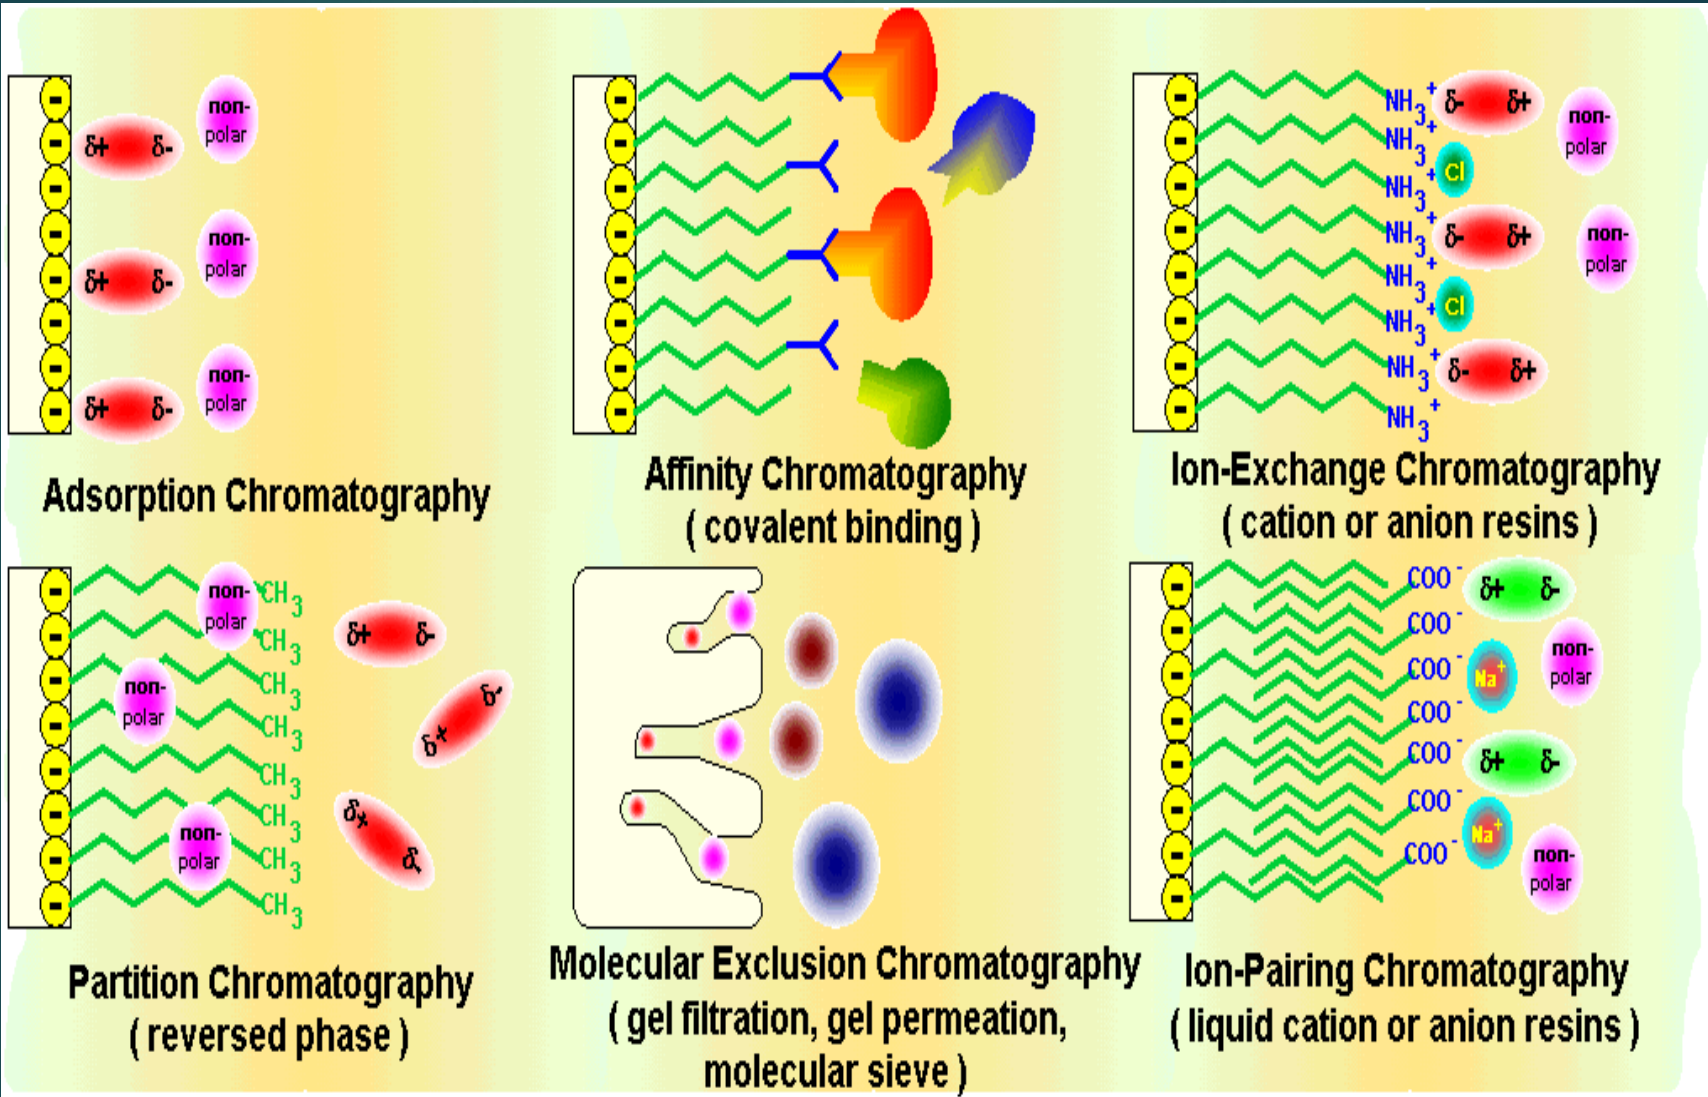 δ+ δ-
non-
polar
δ+ δ-
non-
polar
δ+ δ-
non-
polar
Adsorption Chromatography
Affinity Chromatography
( covalent binding )
NH3+
NH3+
NH3+
NH3+
NH3+
NH3+
NH3+
NH3+
δ- δ+
Cl
δ- δ+
Cl
δ- δ+
non-
polar
non-
polar
Ion-Exchange Chromatography
( cation or anion resins )
CH3
CH3
CH3
CH3
CH3
CH3
CH3
CH3
non-
polar
non-
polar
non-
polar
δ+ δ-
δ+ δ-
δ+ δ-
Partition Chromatography
( reversed phase )
Molecular Exclusion Chromatography
( gel filtration, gel permeation,
molecular sieve )
COO-
COO-
COO-
COO-
COO-
COO-
COO-
δ+ δ-
Na+
δ+ δ-
Na+
non-
polar
non-
polar
Ion-Pairing Chromatography
( liquid cation or anion resins )